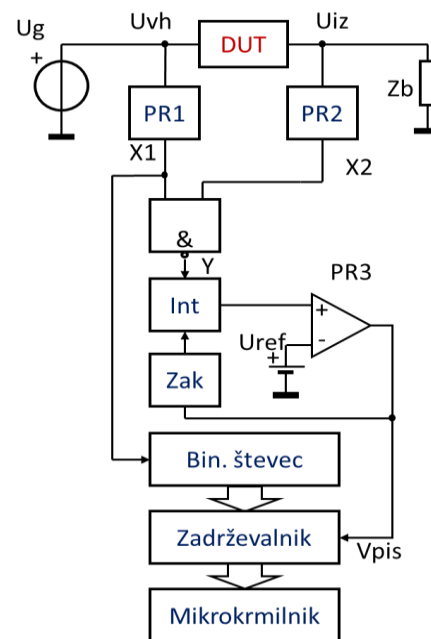 Ug
+
Uvh
DUT
Uiz
Zb
PR1
PR2
X1
X2
&
Y
PR3
Int
+
-
Uref
+
Zak
Bin. števec
Zadrževalnik
Vpis
Mikrokrmilnik